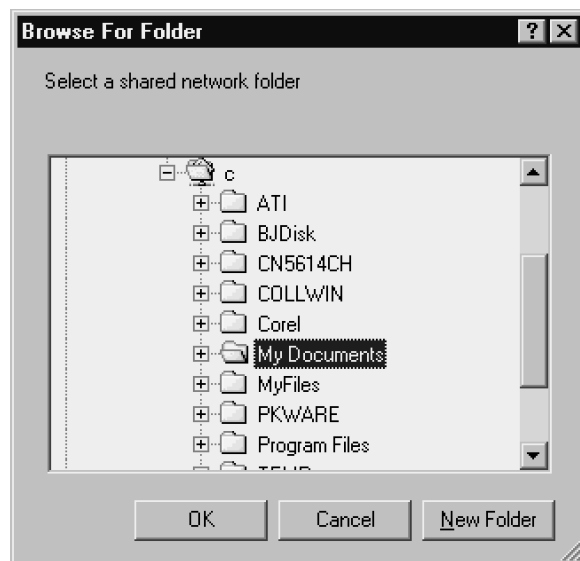 Browse For Folder
Select a shared network folder
c
ATI
BJDisk
CN5614CH
COLLWIN
Corel
My Documents
MyFiles
PKWARE
Program Files
OK Cancel New Folder